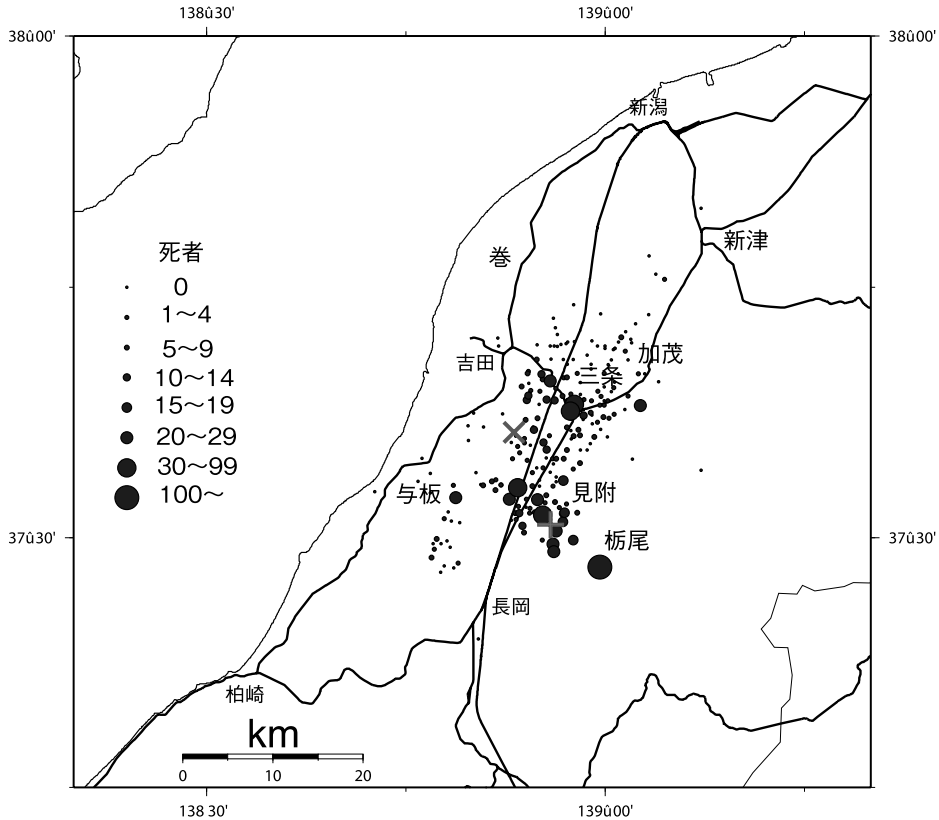 138û30' 139û00'
38û00' 38û00'
新潟
新津
巻
死者
0
1～4
5～9
10～14
15～19
20～29
30～99
100～
吉田
加茂
三条
与板
見附
栃尾
37û30' 37û30'
長岡
柏崎
km
0 10 20
138 30' 139û00'